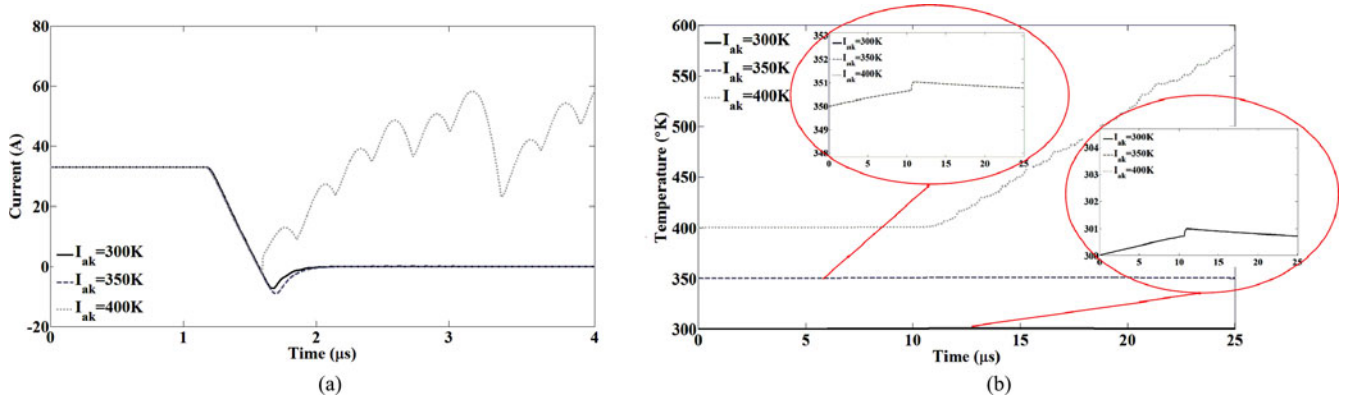 80
60
40
20
0
-20
Current (A)
I_ak=300K
I_ak=350K
I_ak=400K
0 1 2 3 4
Time (μs)
(a)
600
550
500
450
400
350
300
Temperature (°K)
I_ak=300K
I_ak=350K
I_ak=400K
352
351
350
349
348
I_ak=300K
I_ak=350K
I_ak=400K
0 5 10 15 20 25
304
303
302
301
300
I_ak=300K
I_ak=350K
I_ak=400K
0 5 10 15 20 25
0 5 10 15 20 25
Time (μs)
(b)